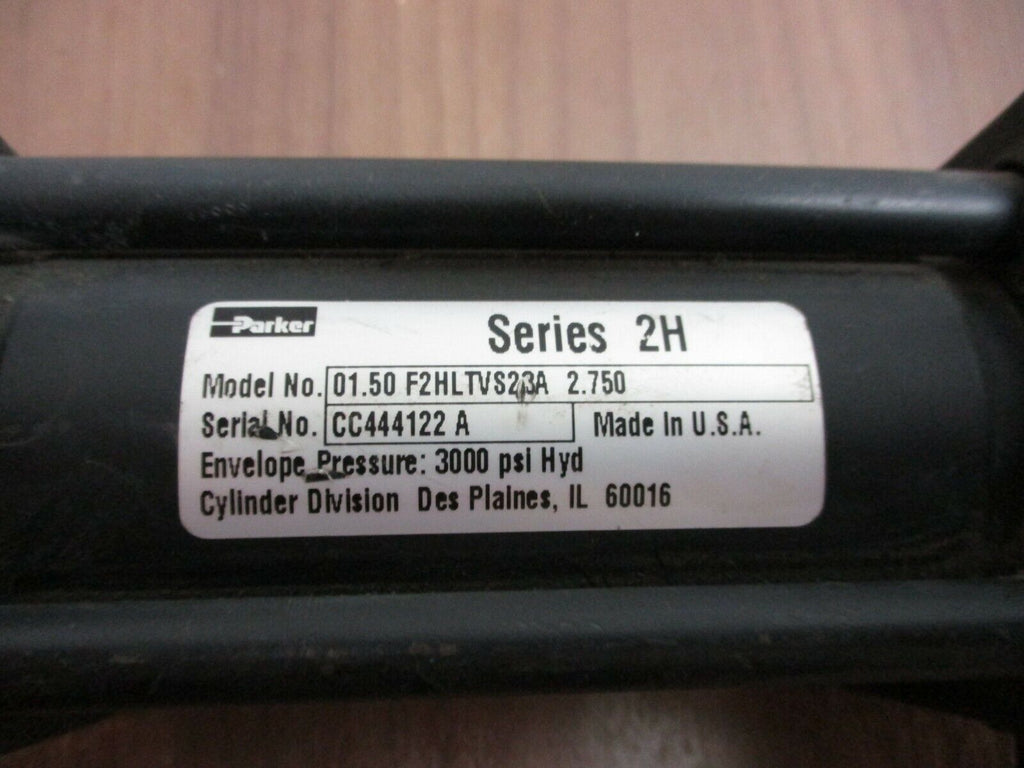 Parker
Series 2H
Model No. 01.50 F2HLTVS23A 2.750
Serial No. CC444122 A Made In U.S.A.
Envelope Pressure: 3000 psi Hyd
Cylinder Division Des Plaines, IL 60016